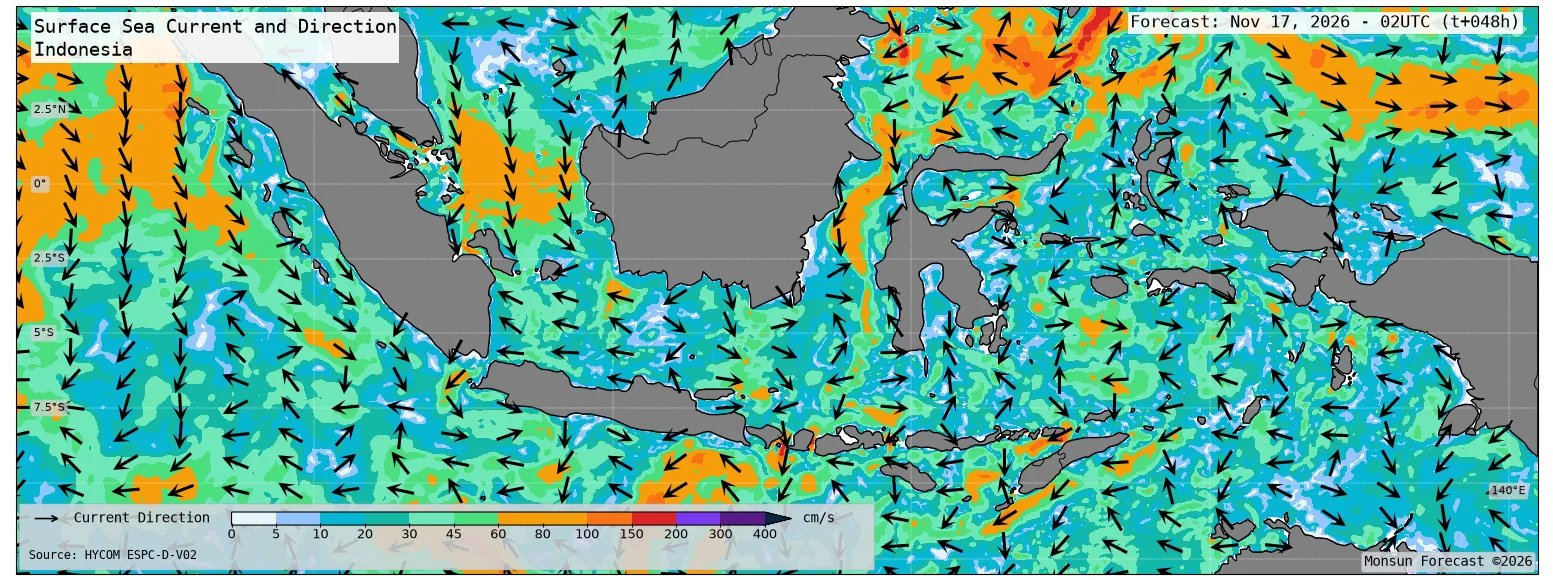 Surface Sea Current and Direction
Indonesia
Forecast: Nov 17, 2026 - 02UTC (t+048h)
2.5°N
0°
2.5°S
5°S
7.5°S
140°E
Current Direction
0 5 10 20 30 45 60 80 100 150 200 300 400 cm/s
Source: HYCOM ESPC-D-V02
Monsun Forecast ©2026